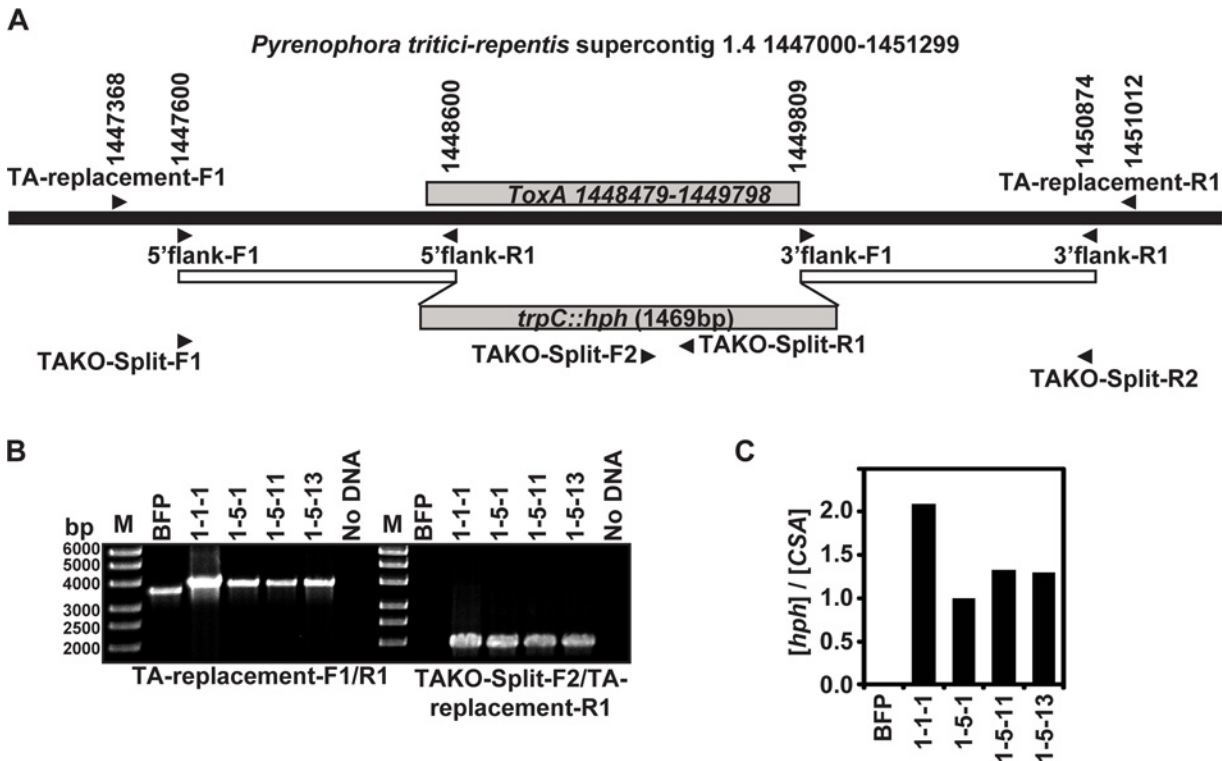 A
Pyrenophora tritici-repentis supercontig 1.4 1447000-1451299
1447368
1447600
1448600
1449809
1450874
1451012
TA-replacement-F1
ToxA 1448479-1449798
TA-replacement-R1
5'flank-F1
5'flank-R1
3'flank-F1
3'flank-R1
trpC::hph (1469bp)
TAKO-Split-F1
TAKO-Split-F2
TAKO-Split-R1
TAKO-Split-R2
B
bp
M
BFP
1-1-1
1-5-1
1-5-11
1-5-13
No DNA
M
BFP
1-1-1
1-5-1
1-5-11
1-5-13
No DNA
6000
5000
4000
3000
2500
2000
TA-replacement-F1/R1
TAKO-Split-F2/TA-
replacement-R1
C
[hph] / [CSA]
2.0
1.5
1.0
0.5
0.0
BFP
1-1-1
1-5-1
1-5-11
1-5-13